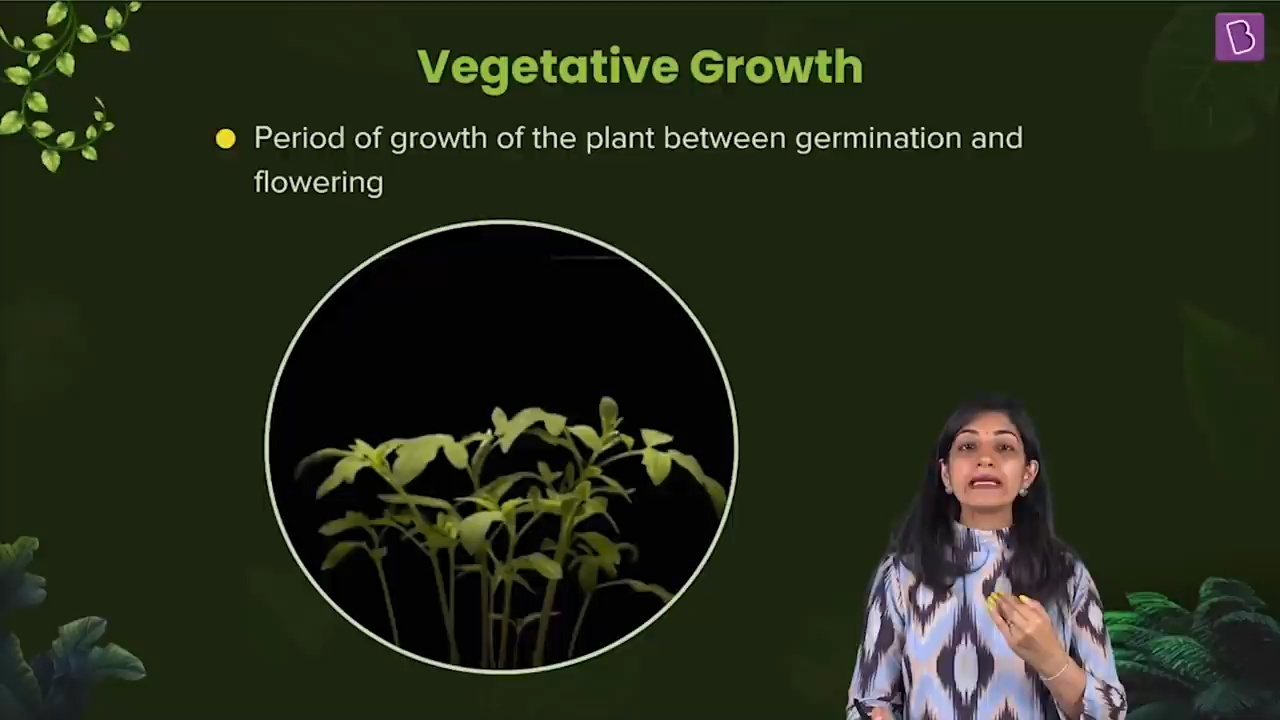 Vegetative Growth
Period of growth of the plant between germination and
flowering
B